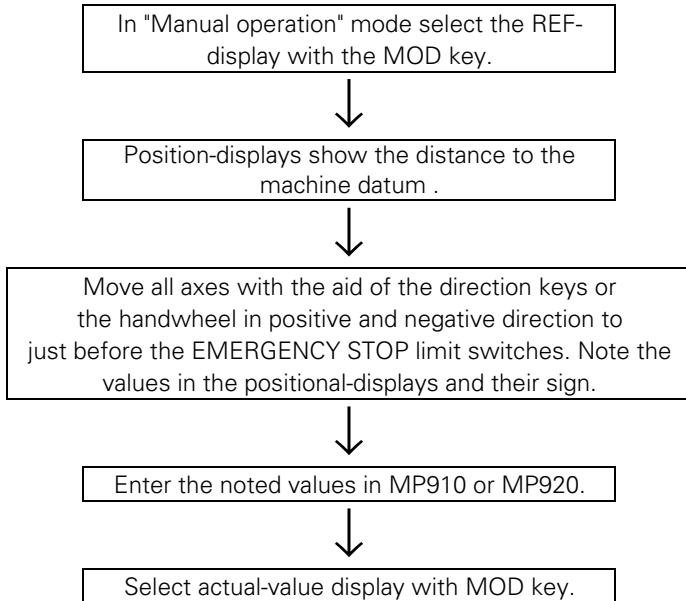 In "Manual operation" mode select the REF-
display with the MOD key.
Position-displays show the distance to the
machine datum .
Move all axes with the aid of the direction keys or
the handwheel in positive and negative direction to
just before the EMERGENCY STOP limit switches. Note the
values in the positional-displays and their sign.
Enter the noted values in MP910 or MP920.
Select actual-value display with MOD key.